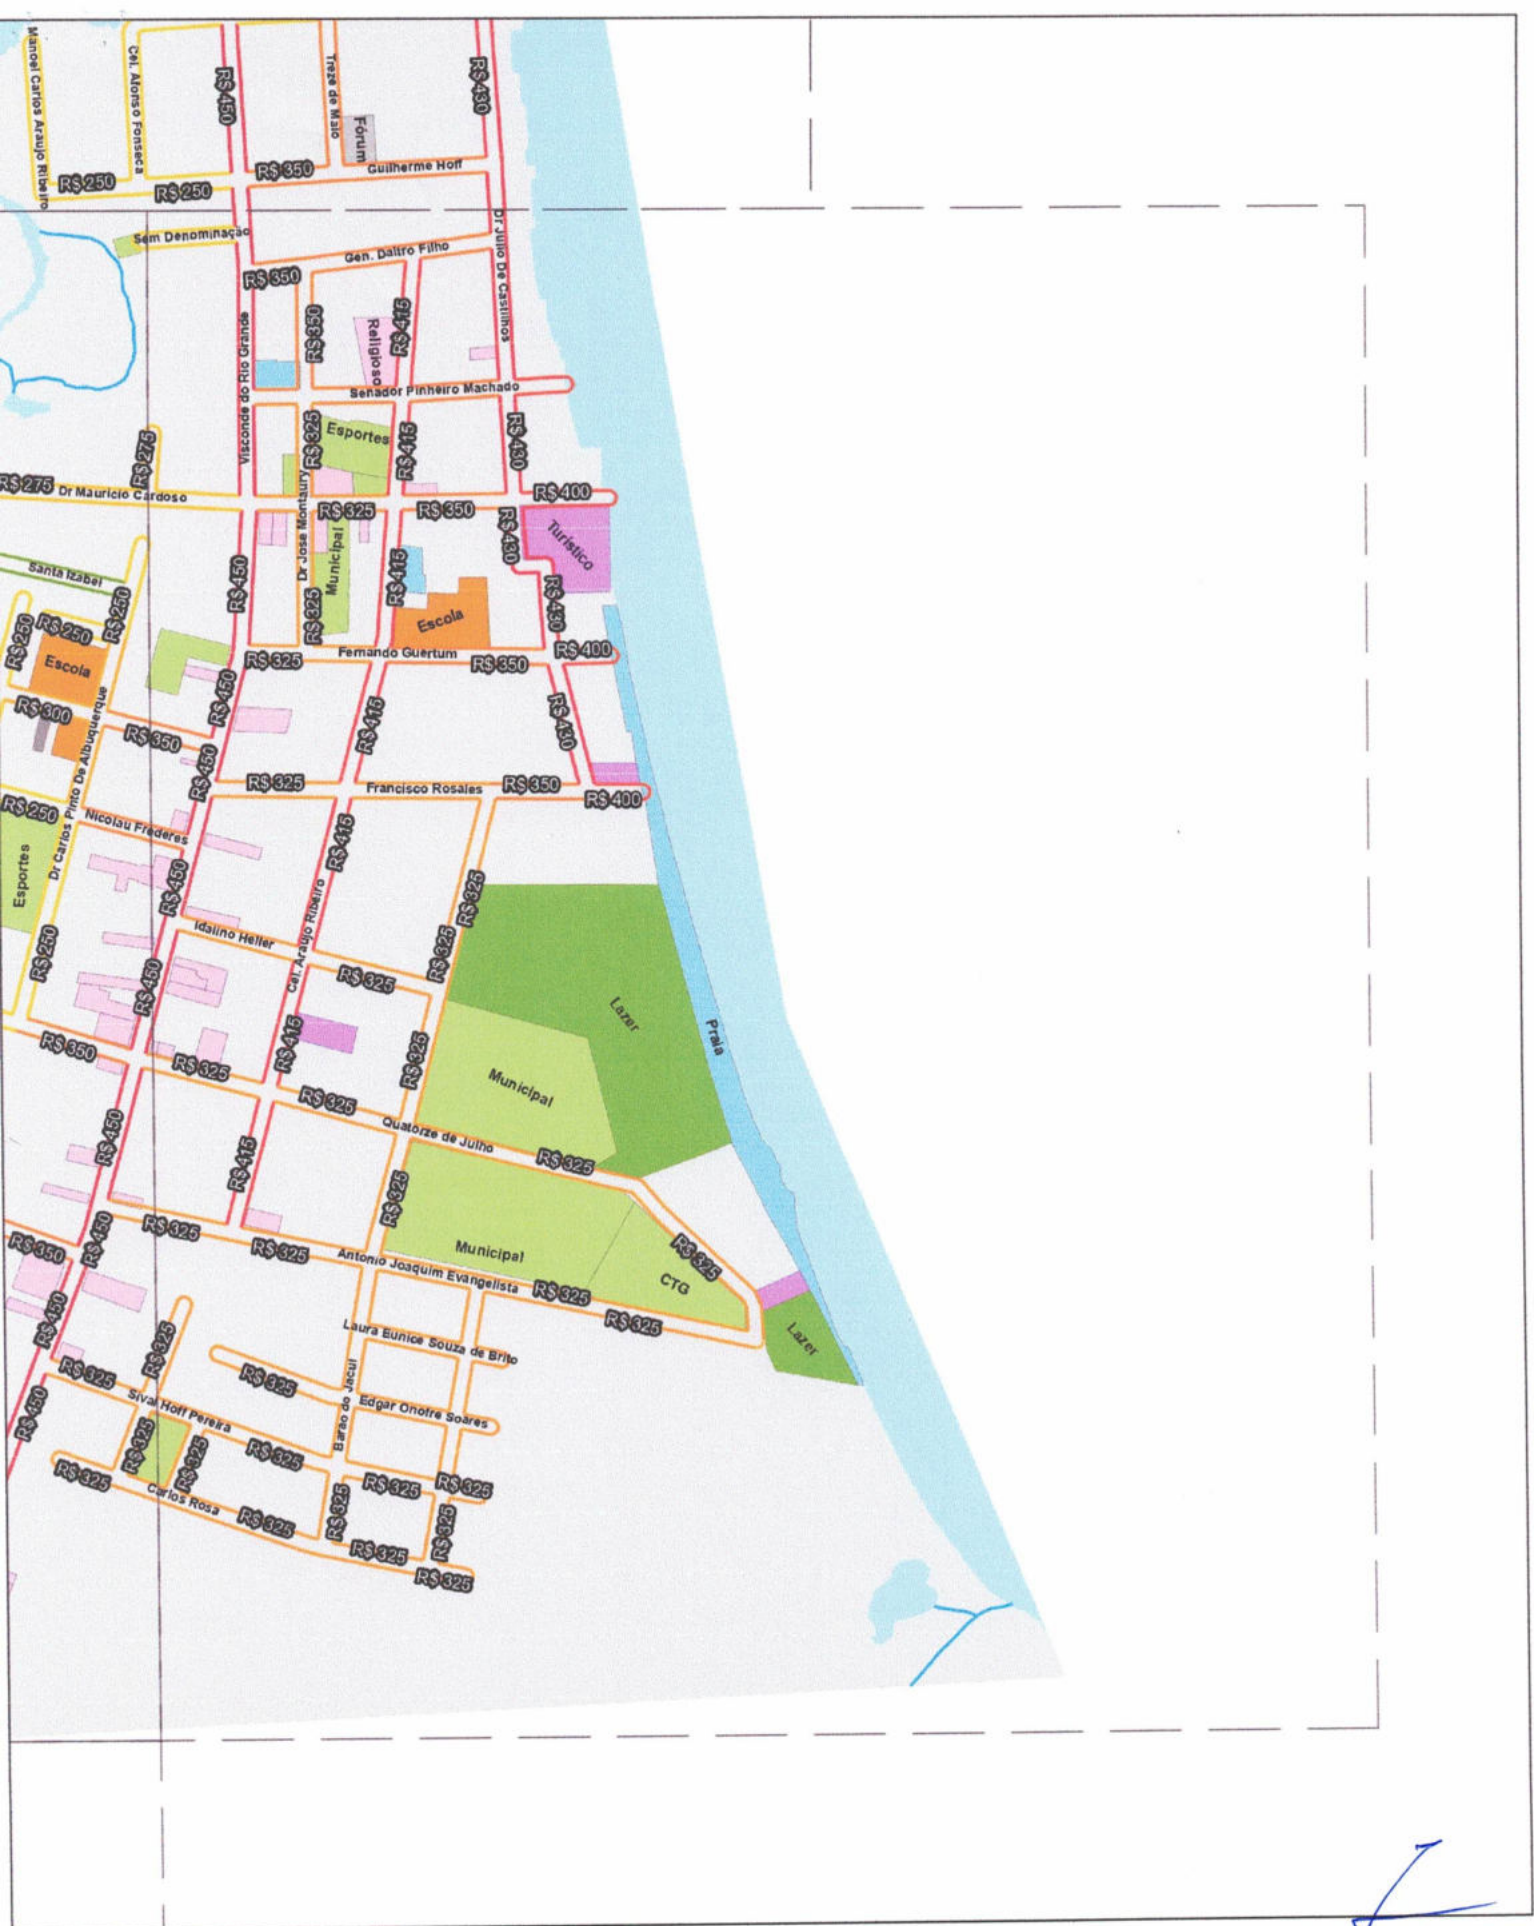 Manoel Carlos Araujo Ribeiro
Cel. Afonso Fonseca
R$ 450
Treze de Maio
Fórum
R$ 430
Guilherme Hoff
R$ 350
R$ 250
R$ 250
Sem Denominação
Gen. Daltro Filho
Dr Julio De Castilhos
R$ 350
R$ 350
Religioso
R$ 415
Visconde do Rio Grande
Senador Pinheiro Machado
R$ 325
Esportes
R$ 415
R$ 430
R$ 275
R$ 275
Dr Mauricio Cardoso
R$ 400
Dr Jose Montaury
R$ 325
R$ 350
R$ 430
Turístico
Municipal
Santa Izabel
R$ 450
R$ 415
R$ 430
R$ 250
R$ 250
R$ 250
R$ 325
Escola
Escola
Fernando Guertum
R$ 325
R$ 350
R$ 400
R$ 450
R$ 300
R$ 350
R$ 415
R$ 430
Dr Carlos Pinto De Albuquerque
R$ 450
R$ 325
Francisco Rosales
R$ 350
R$ 400
R$ 250
Nicolau Frederes
R$ 415
Esportes
R$ 450
R$ 325
Idalino Heller
Cel. Araujo Ribeiro
R$ 325
R$ 250
R$ 450
R$ 325
Lazer
Praia
R$ 415
R$ 350
R$ 325
R$ 325
Municipal
R$ 325
R$ 450
Quatorze de Julho
R$ 325
R$ 415
R$ 325
R$ 450
R$ 325
R$ 350
R$ 325
Antonio Joaquim Evangelista
Municipal
R$ 325
R$ 325
CTG
R$ 325
R$ 450
R$ 325
Laura Eunice Souza de Brito
Lazer
R$ 325
R$ 325
R$ 450
Sival Hoff Pereira
Barão do Jacuí
Edgar Onofre Soares
R$ 325
R$ 325
R$ 325
R$ 325
R$ 325
R$ 325
Carlos Rosa
R$ 325
R$ 325
R$ 325
R$ 325
R$ 325